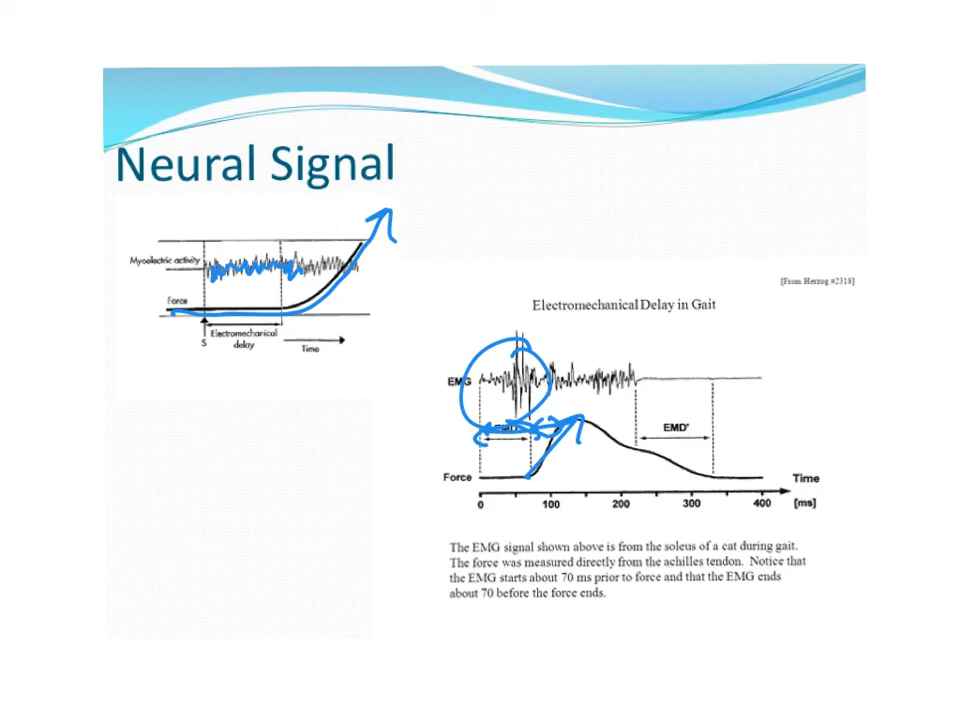 Neural Signal
Myoelectric activity
Force
S
Electromechanical
delay
Time
[From Herzog #2318]
Electromechanical Delay in Gait
EMG
EMD'
Force
Time
0 100 200 300 400 [ms]
The EMG signal shown above is from the soleus of a cat during gait.
The force was measured directly from the achilles tendon. Notice that
the EMG starts about 70 ms prior to force and that the EMG ends
about 70 before the force ends.